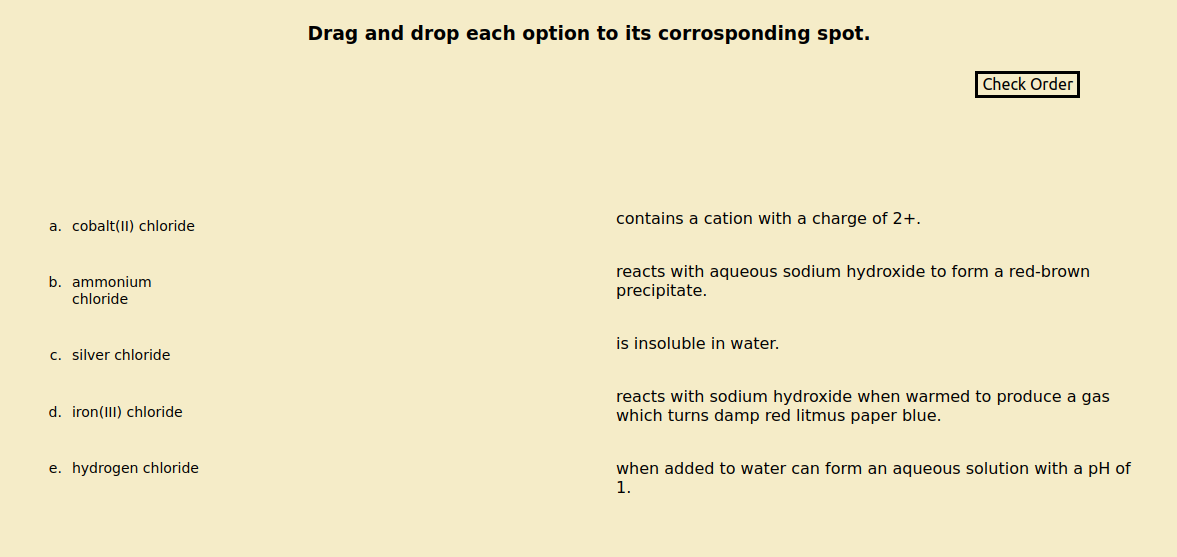 Drag and drop each option to its corrosponding spot.
Check Order
a. cobalt(II) chloride
b. ammonium
chloride
c. silver chloride
d. iron(III) chloride
e. hydrogen chloride
contains a cation with a charge of 2+.
reacts with aqueous sodium hydroxide to form a red-brown
precipitate.
is insoluble in water.
reacts with sodium hydroxide when warmed to produce a gas
which turns damp red litmus paper blue.
when added to water can form an aqueous solution with a pH of
1.